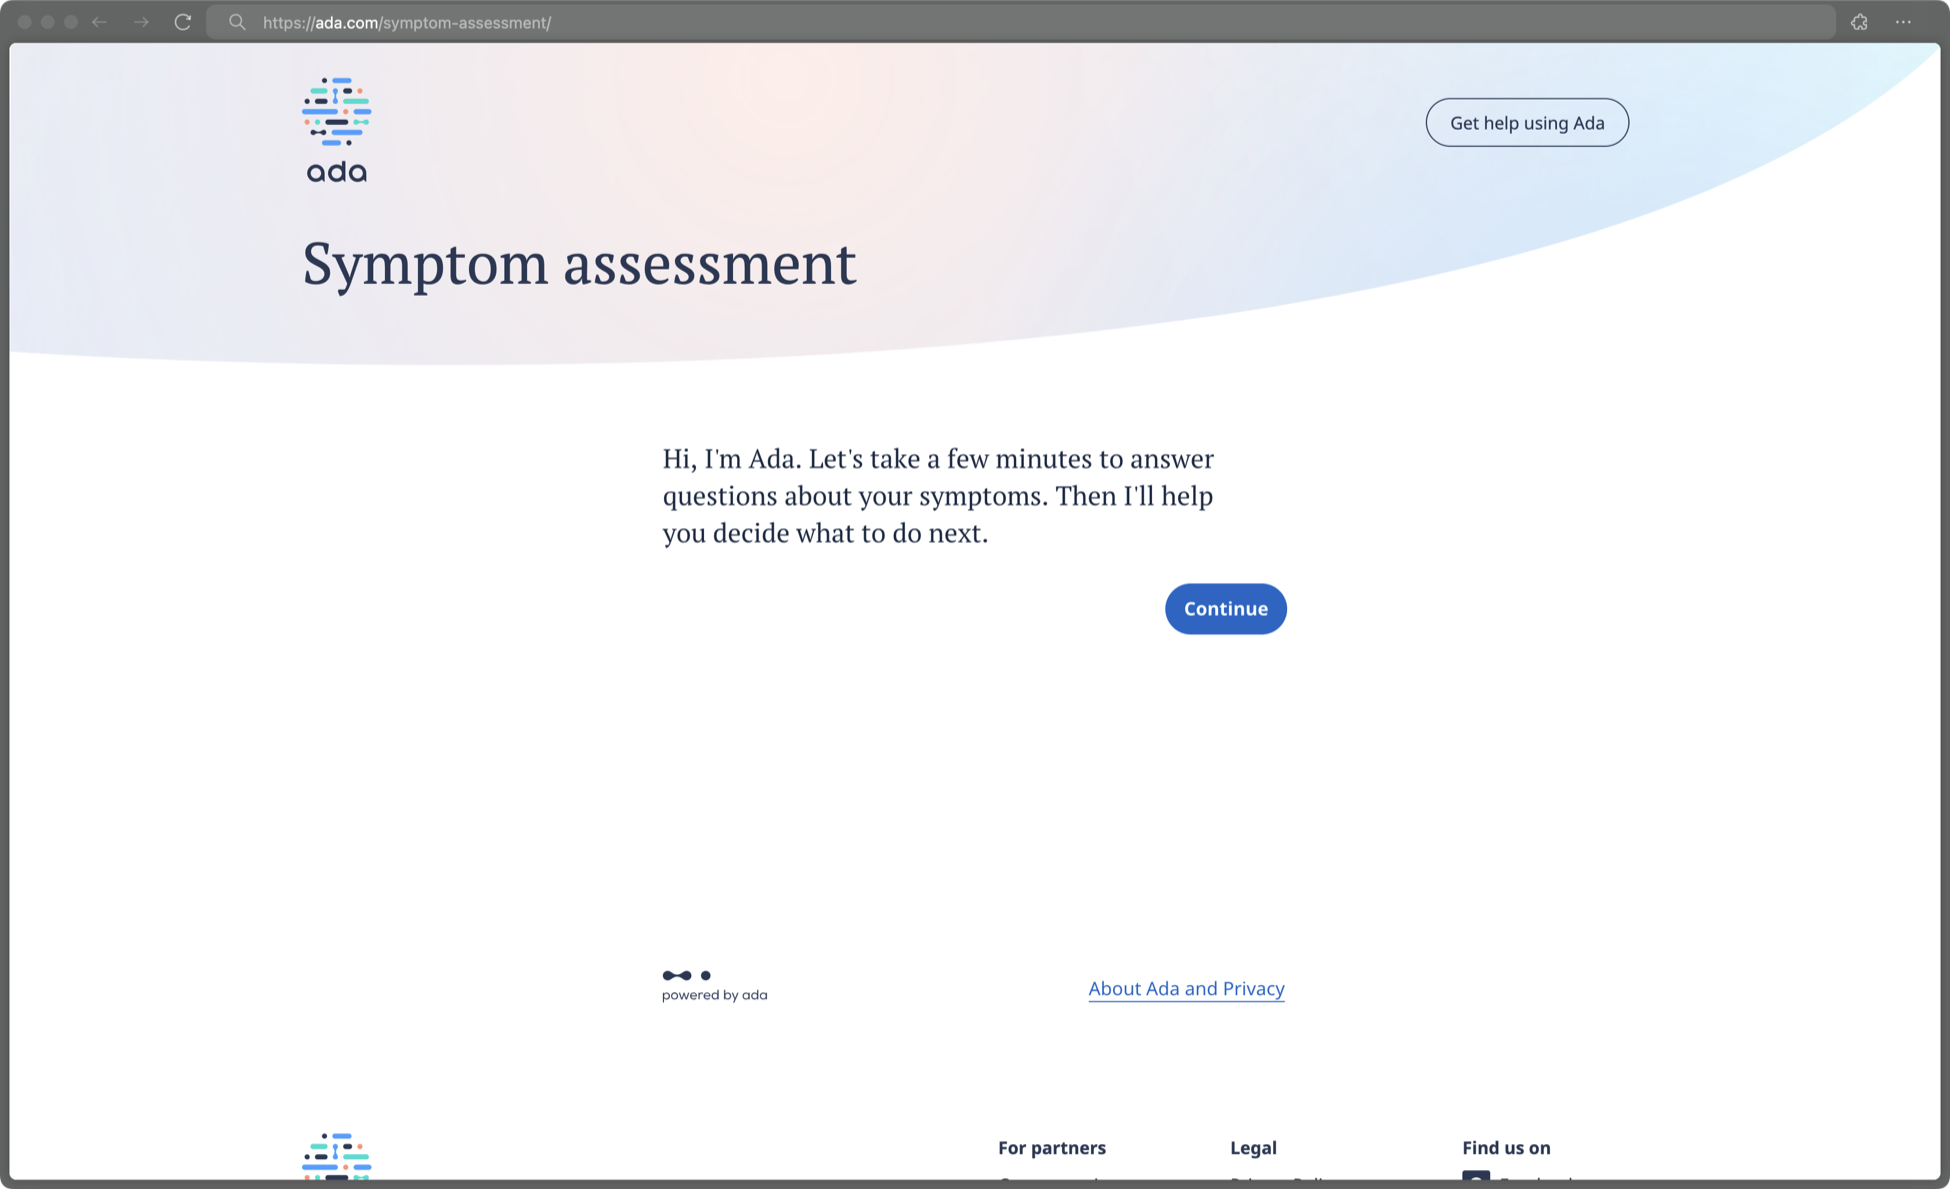 https://ada.com/symptom-assessment/
ada
Get help using Ada
Symptom assessment
Hi, I'm Ada. Let's take a few minutes to answer
questions about your symptoms. Then I'll help
you decide what to do next.
Continue
powered by ada
About Ada and Privacy
For partners
Legal
Find us on